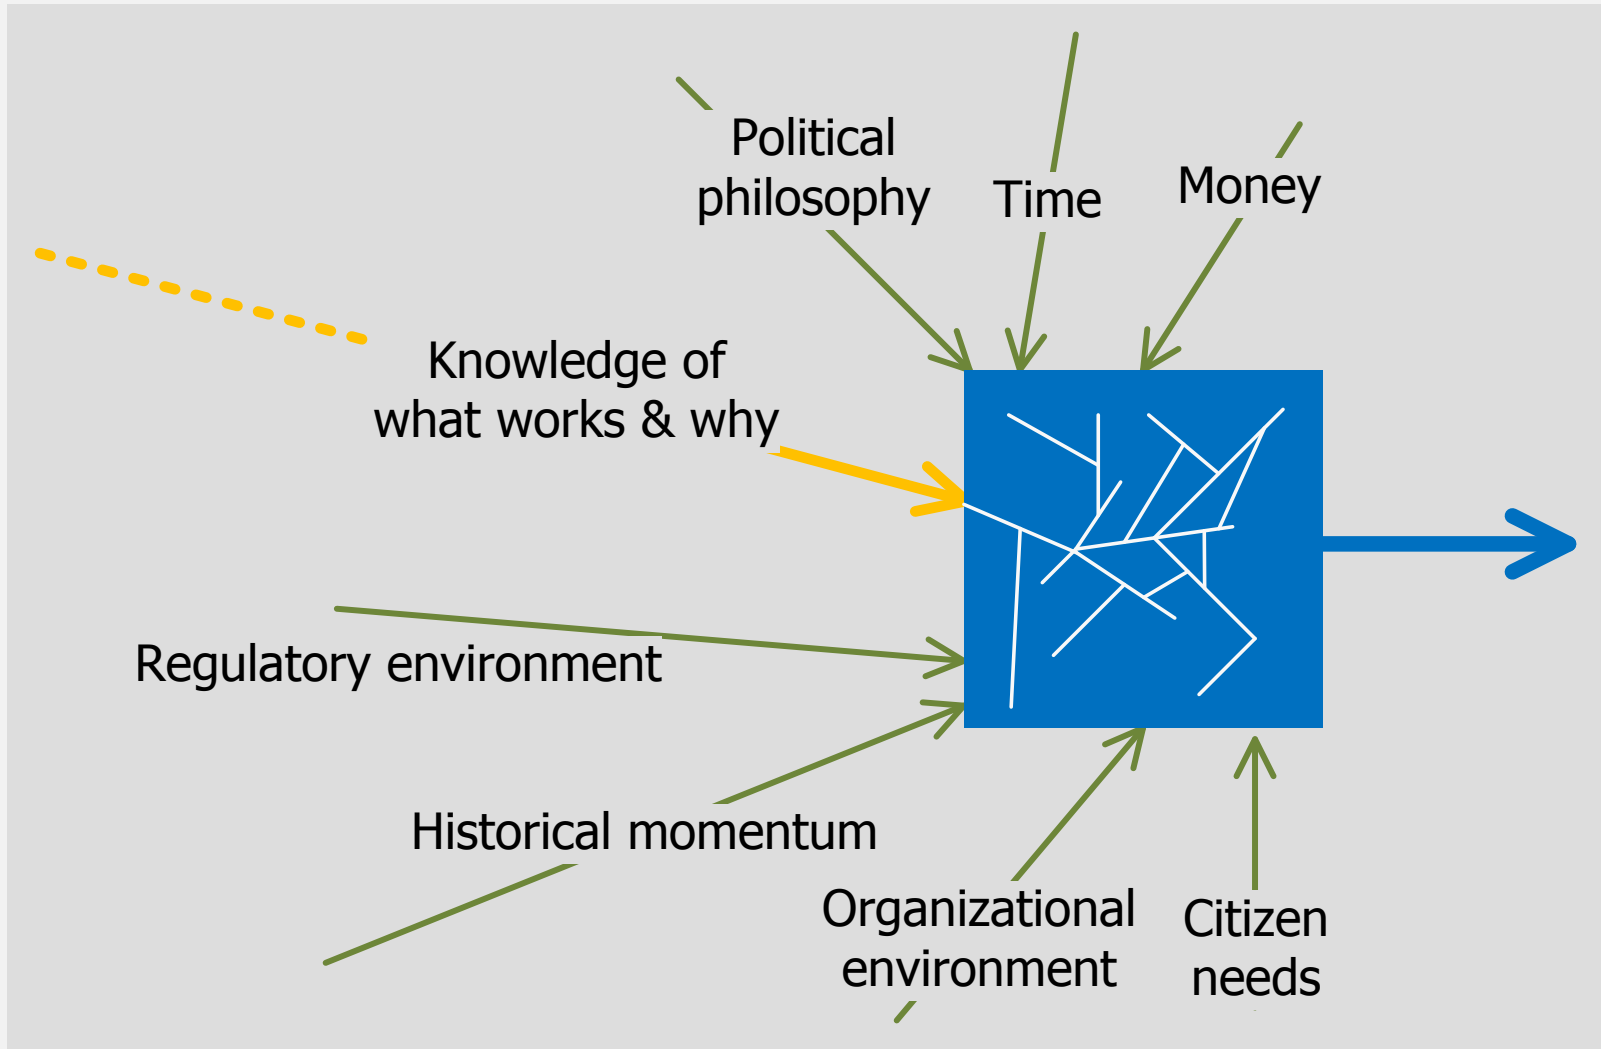 Political
philosophy
Time
Money
Knowledge of
what works & why
Regulatory environment
Historical momentum
Organizational
environment
Citizen
needs